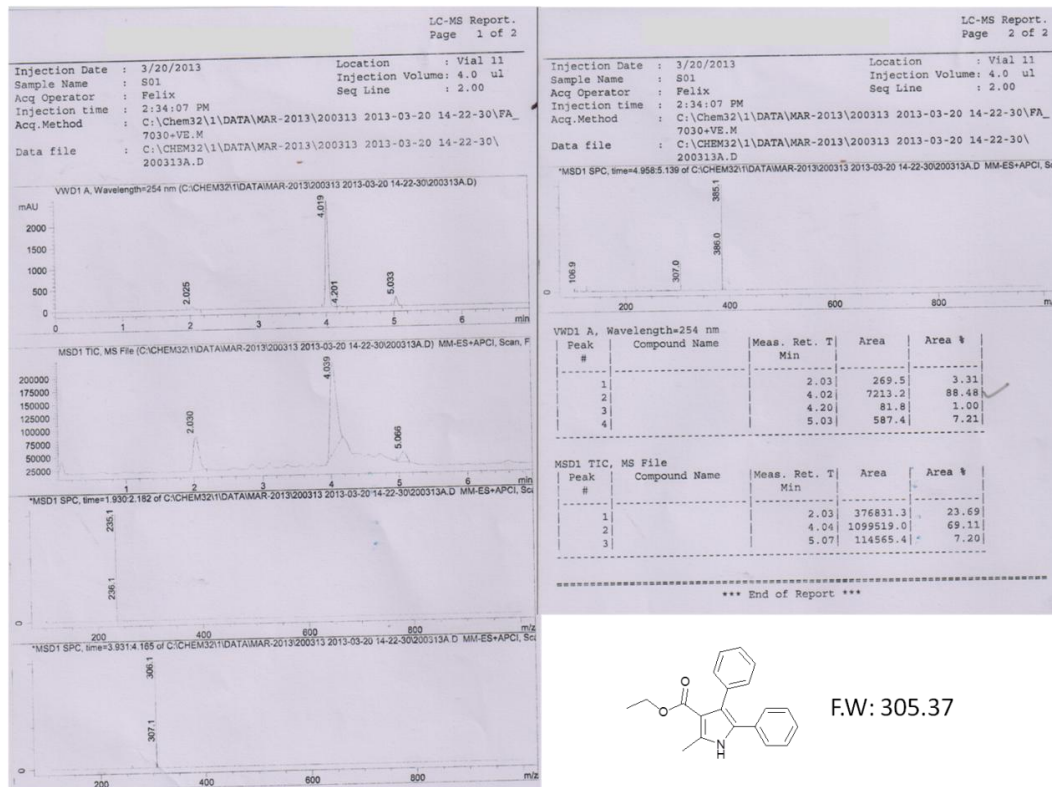 LC-MS Report.
Page 1 of 2
Injection Date : 3/20/2013 Location : Vial 11
Sample Name : S01 Injection Volume: 4.0 ul
Acq Operator : Felix Seq Line : 2.00
Injection time : 2:34:07 PM
Acq.Method : C:\Chem32\1\DATA\MAR-2013\200313 2013-03-20 14-22-30\FA_
7030+VE.M
Data file : C:\CHEM32\1\DATA\MAR-2013\200313 2013-03-20 14-22-30\
200313A.D
VWD1 A, Wavelength=254 nm (C:\CHEM32\1\DATA\MAR-2013\200313 2013-03-20 14-22-30\200313A.D)
mAU
2000
1500
1000
500
0
2.025
4.019
4.201
5.033
0 1 2 3 4 5 6 min
MSD1 TIC, MS File (C:\CHEM32\1\DATA\MAR-2013\200313 2013-03-20 14-22-30\200313A.D) MM-ES+APCI, Scan, F
200000
175000
150000
125000
100000
75000
50000
25000
2.030
4.039
5.066
1 2 3 4 5 6 min
*MSD1 SPC, time=1.930:2.182 of C:\CHEM32\1\DATA\MAR-2013\200313 2013-03-20 14-22-30\200313A.D MM-ES+APCI, Sca
235.1
236.1
0
200 400 600 800 m/z
*MSD1 SPC, time=3.931:4.165 of C:\CHEM32\1\DATA\MAR-2013\200313 2013-03-20 14-22-30\200313A.D MM-ES+APCI, Sca
306.1
307.1
0
200 400 600 800 m/z
LC-MS Report.
Page 2 of 2
Injection Date : 3/20/2013 Location : Vial 11
Sample Name : S01 Injection Volume: 4.0 ul
Acq Operator : Felix Seq Line : 2.00
Injection time : 2:34:07 PM
Acq.Method : C:\Chem32\1\DATA\MAR-2013\200313 2013-03-20 14-22-30\FA_
7030+VE.M
Data file : C:\CHEM32\1\DATA\MAR-2013\200313 2013-03-20 14-22-30\
200313A.D
*MSD1 SPC, time=4.958:5.139 of C:\CHEM32\1\DATA\MAR-2013\200313 2013-03-20 14-22-30\200313A.D MM-ES+APCI, Sc
106.9
307.0
385.1
386.0
0
200 400 600 800 m/z
VWD1 A, Wavelength=254 nm
Peak | Compound Name | Meas. Ret. T | Area | Area %
# | | Min | |
1 | | 2.03 | 269.5 | 3.31
2 | | 4.02 | 7213.2 | 88.48
3 | | 4.20 | 81.8 | 1.00
4 | | 5.03 | 587.4 | 7.21
MSD1 TIC, MS File
Peak | Compound Name | Meas. Ret. T | Area | Area %
# | | Min | |
1 | | 2.03 | 376831.3 | 23.69
2 | | 4.04 | 1099519.0 | 69.11
3 | | 5.07 | 114565.4 | 7.20
*** End of Report ***
O
O
N
H
F.W: 305.37